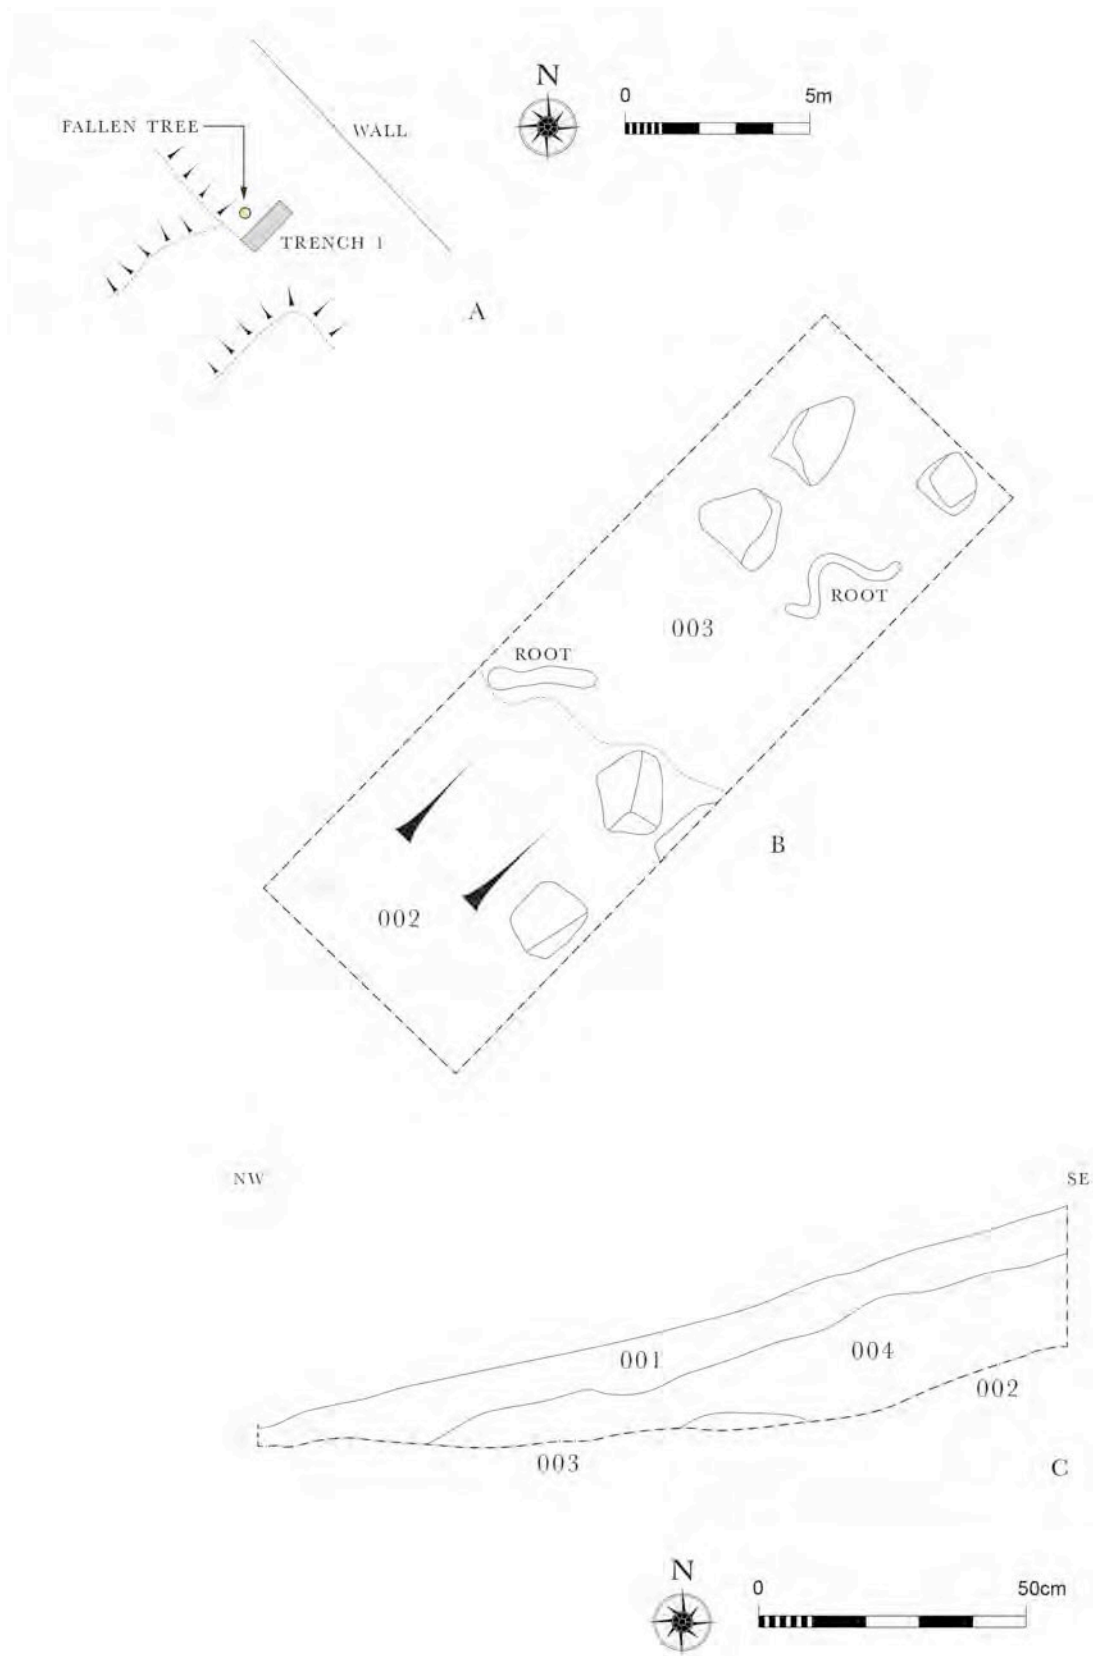 N
0 5m
FALLEN TREE
WALL
TRENCH 1
A
ROOT
003
ROOT
B
002
NW SE
001
004
002
003
C
N
0 50cm